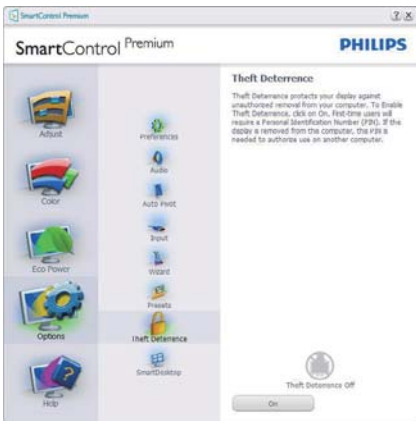 SmartControl Premium
SmartControl Premium
PHILIPS
Adjust
Color
Eco Power
Options
Help
Preferences
Audio
Auto Pivot
Input
Wizard
Presets
Theft Deterrence
SmartDesktop
Theft Deterrence
Theft Deterrence protects your display against
unauthorized removal from your computer. To Enable
Theft Deterrence, click on On. First-time users will
require a Personal Identification Number (PIN). If the
display is removed from the computer, the PIN is
needed to authorize use on another computer.
Theft Deterrence Off
On